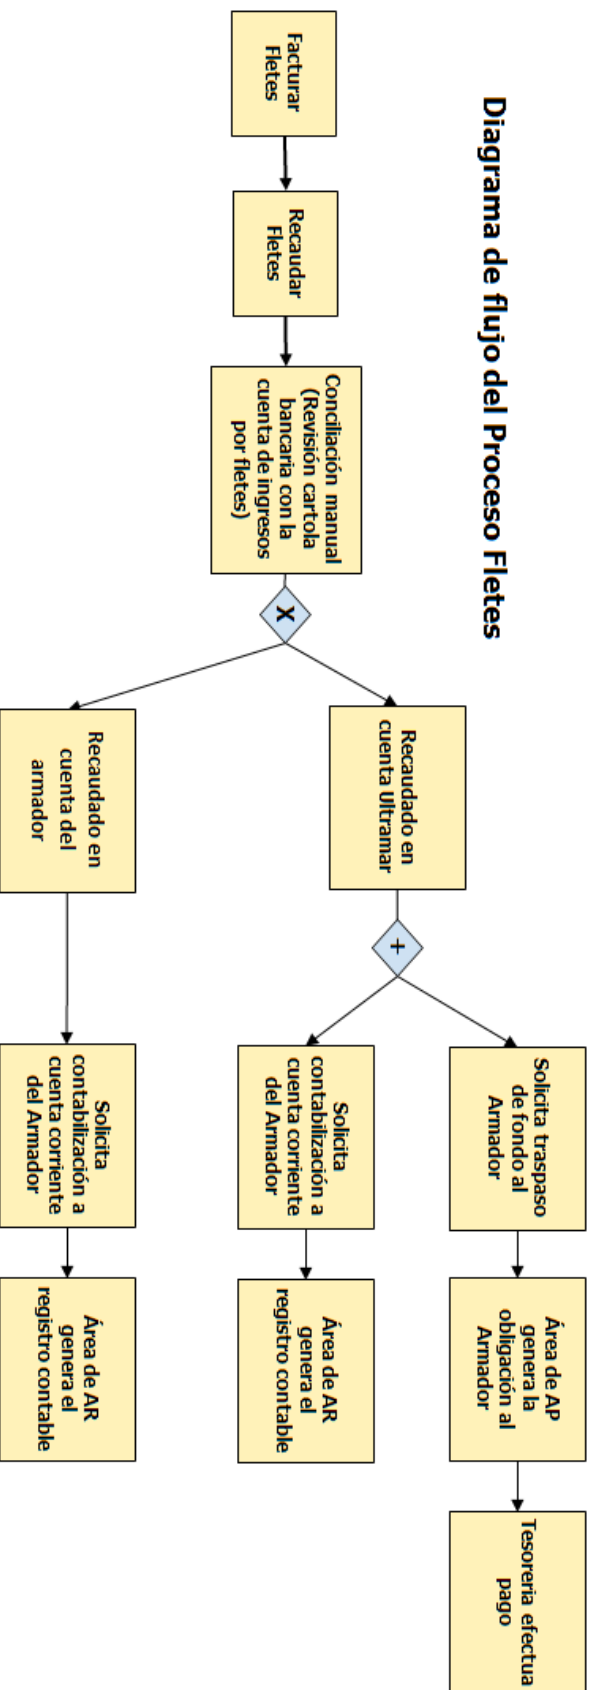 Diagrama de flujo del Proceso Fletes
Facturar
Fletes
Recaudar
Fletes
Conciliación manual
(Revisión cartola
bancaria con la
cuenta de ingresos
por fletes)
X
Recaudado en
cuenta Ultramar
+
Solicita traspaso
de fondo al
Armador
Área de AP
genera la
obligación al
Armador
Tesoreria efectua
pago
Solicita
contabilización a
cuenta corriente
del Armador
Área de AR
genera el
registro contable
Recaudado en
cuenta del
armador
Solicita
contabilización a
cuenta corriente
del Armador
Área de AR
genera el
registro contable